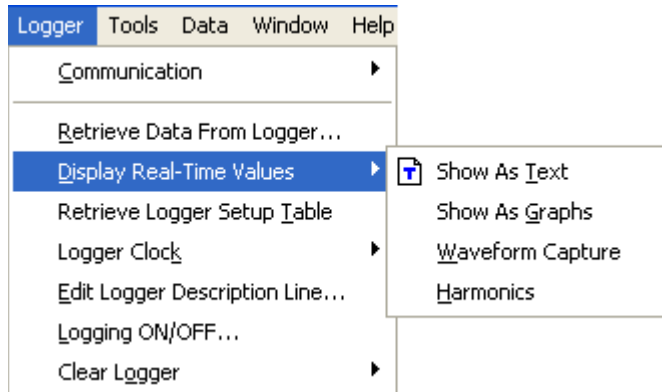 Logger Tools Data Window Help
Communication
Retrieve Data From Logger...
Display Real-Time Values
Retrieve Logger Setup Table
Logger Clock
Edit Logger Description Line...
Logging ON/OFF...
Clear Logger
T Show As Text
Show As Graphs
Waveform Capture
Harmonics